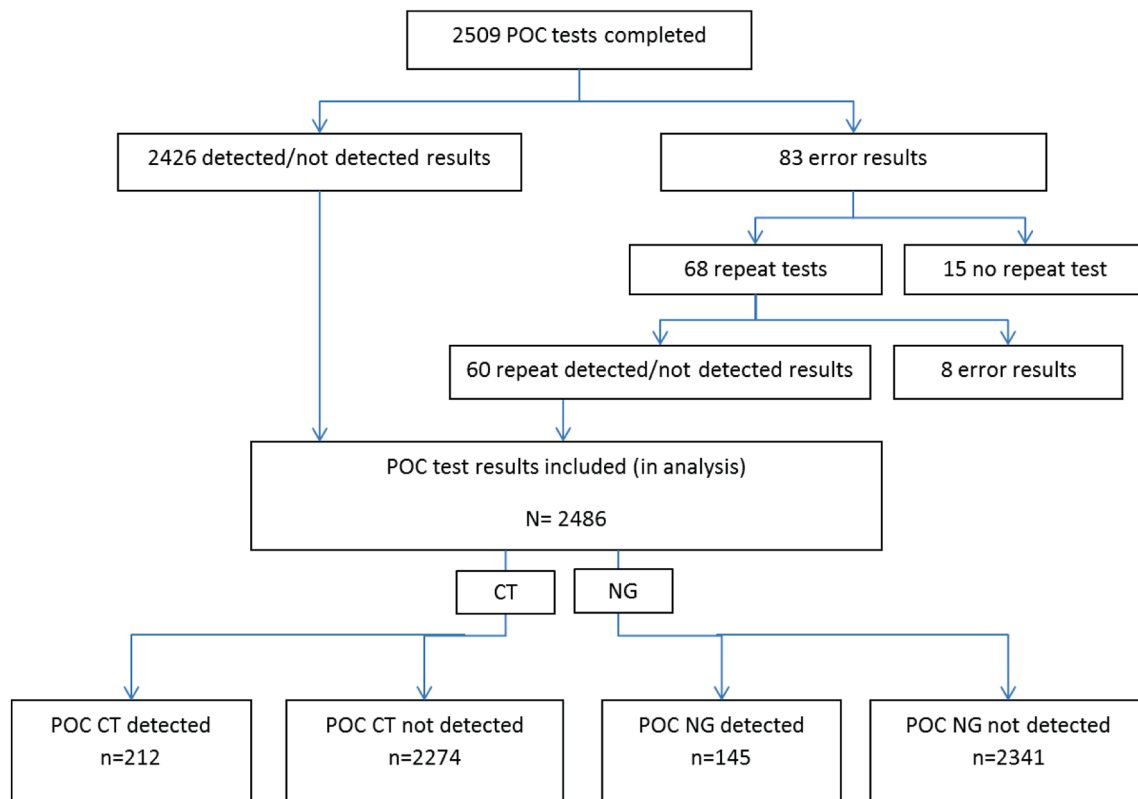 2509 POC tests completed
2426 detected/not detected results
83 error results
68 repeat tests
15 no repeat test
60 repeat detected/not detected results
8 error results
POC test results included (in analysis)
N= 2486
CT
NG
POC CT detected
n=212
POC CT not detected
n=2274
POC NG detected
n=145
POC NG not detected
n=2341